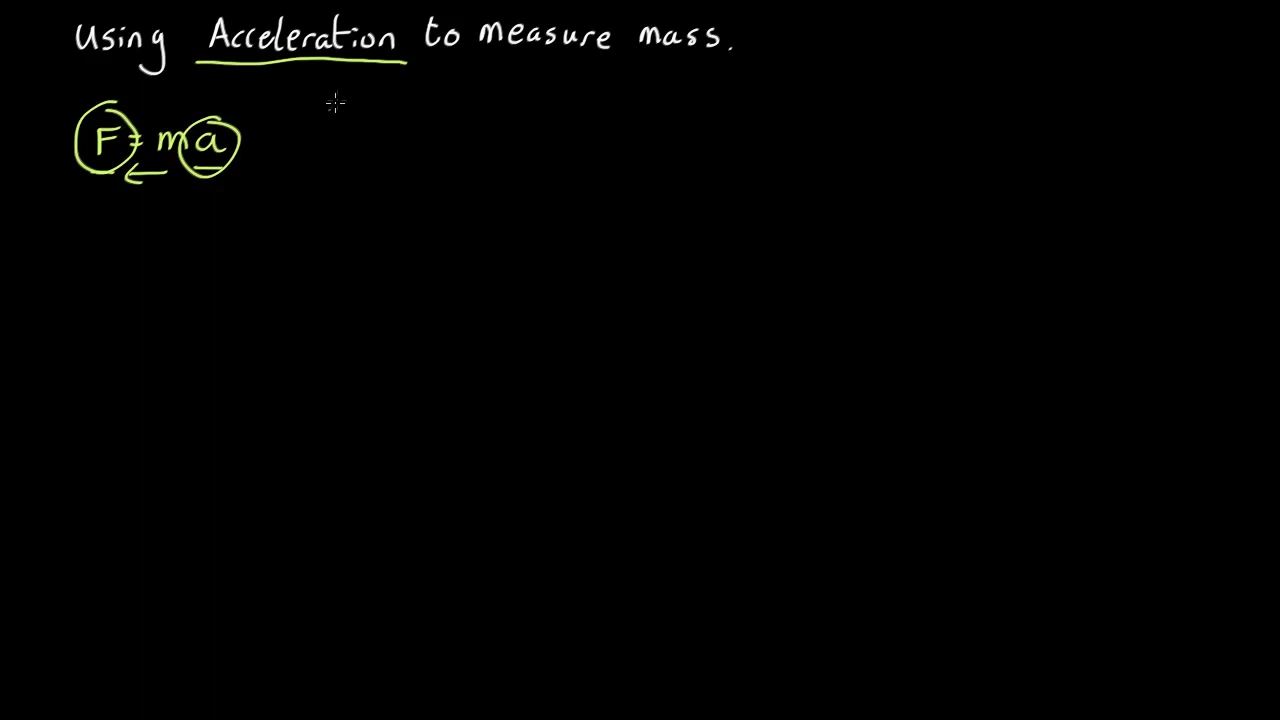 Using Acceleration to measure mass.
F = ma